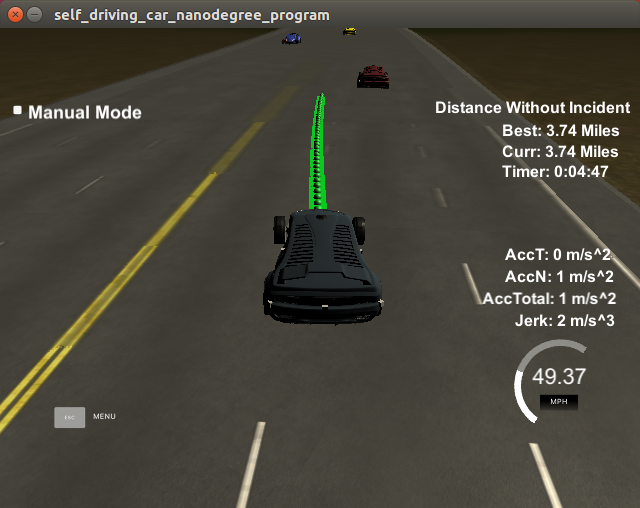 self_driving_car_nanodegree_program
Manual Mode
Distance Without Incident
Best: 3.74 Miles
Curr: 3.74 Miles
Timer: 0:04:47
AccT: 0 m/s^2
AccN: 1 m/s^2
AccTotal: 1 m/s^2
Jerk: 2 m/s^3
49.37
MPH
ESC MENU